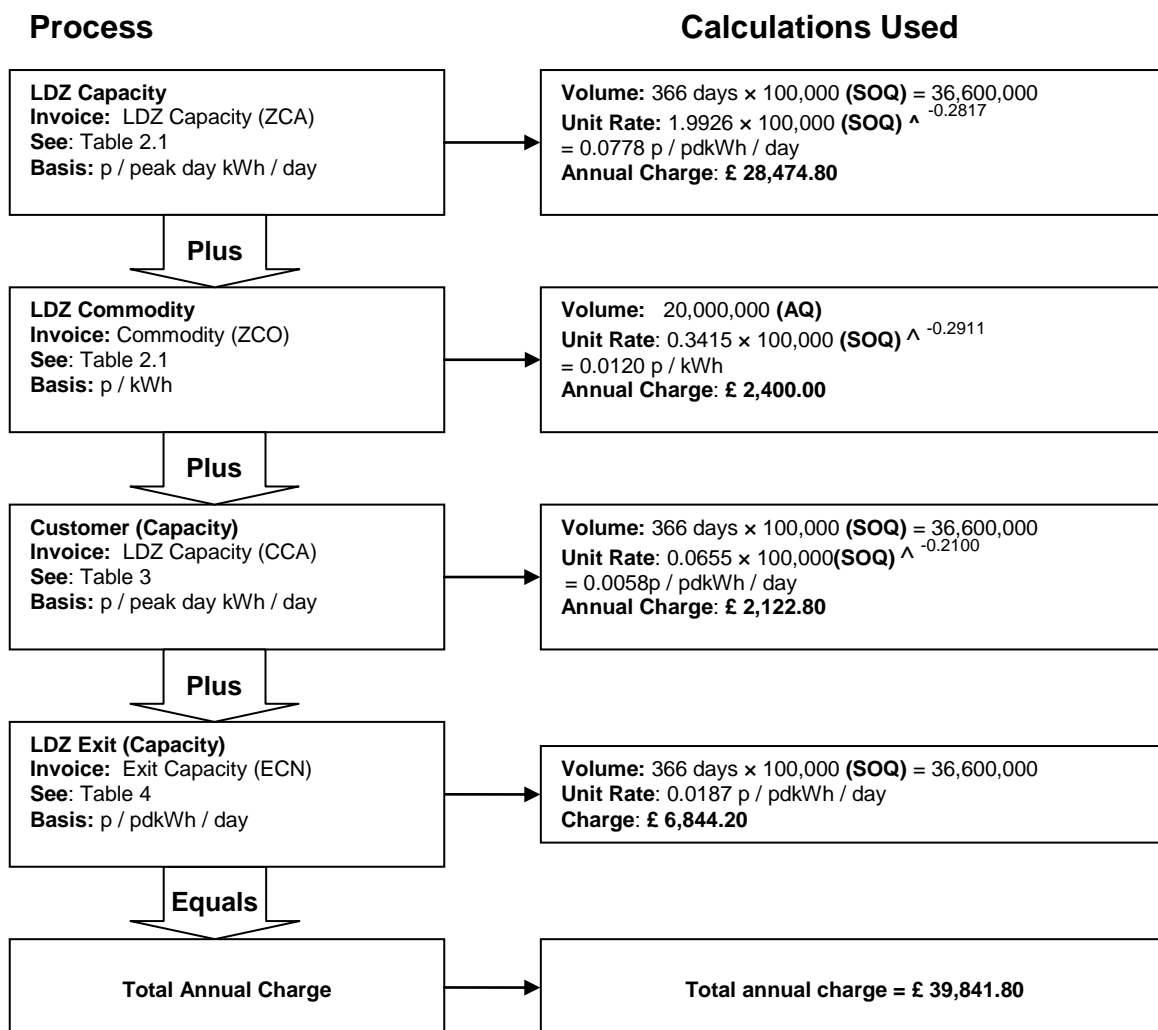 Process
Calculations Used
LDZ Capacity
Invoice: LDZ Capacity (ZCA)
See: Table 2.1
Basis: p / peak day kWh / day
Volume: 366 days × 100,000 (SOQ) = 36,600,000
Unit Rate: 1.9926 × 100,000 (SOQ) ^ -0.2817
= 0.0778 p / pdkWh / day
Annual Charge: £ 28,474.80
Plus
LDZ Commodity
Invoice: Commodity (ZCO)
See: Table 2.1
Basis: p / kWh
Volume: 20,000,000 (AQ)
Unit Rate: 0.3415 × 100,000 (SOQ) ^ -0.2911
= 0.0120 p / kWh
Annual Charge: £ 2,400.00
Plus
Customer (Capacity)
Invoice: LDZ Capacity (CCA)
See: Table 3
Basis: p / peak day kWh / day
Volume: 366 days × 100,000 (SOQ) = 36,600,000
Unit Rate: 0.0655 × 100,000(SOQ) ^ -0.2100
= 0.0058p / pdkWh / day
Annual Charge: £ 2,122.80
Plus
LDZ Exit (Capacity)
Invoice: Exit Capacity (ECN)
See: Table 4
Basis: p / pdkWh / day
Volume: 366 days × 100,000 (SOQ) = 36,600,000
Unit Rate: 0.0187 p / pdkWh / day
Charge: £ 6,844.20
Equals
Total Annual Charge
Total annual charge = £ 39,841.80